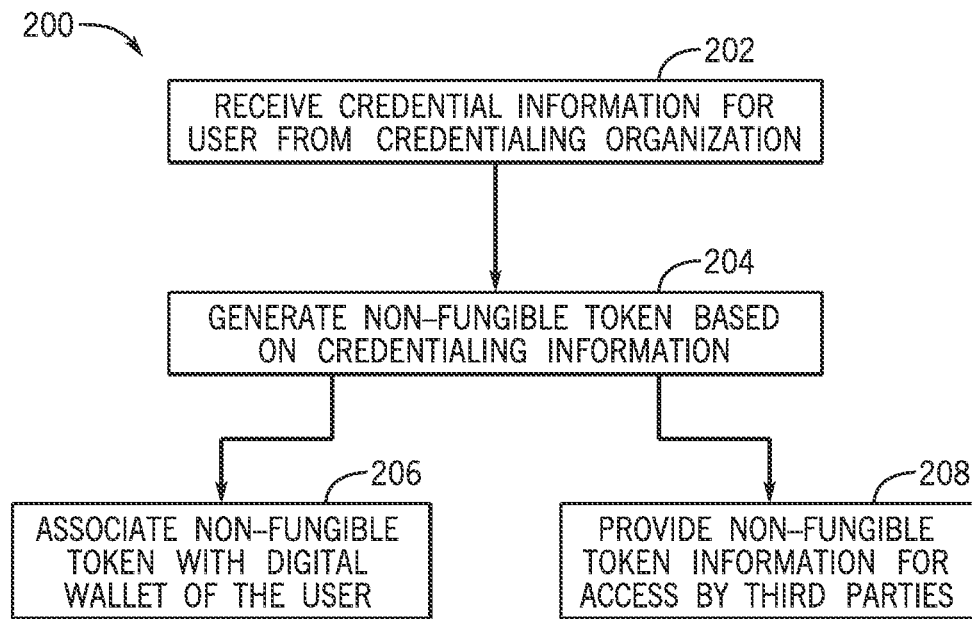 200
202
RECEIVE CREDENTIAL INFORMATION FOR
USER FROM CREDENTIALING ORGANIZATION
204
GENERATE NON-FUNGIBLE TOKEN BASED
ON CREDENTIALING INFORMATION
206
ASSOCIATE NON-FUNGIBLE
TOKEN WITH DIGITAL
WALLET OF THE USER
208
PROVIDE NON-FUNGIBLE
TOKEN INFORMATION FOR
ACCESS BY THIRD PARTIES